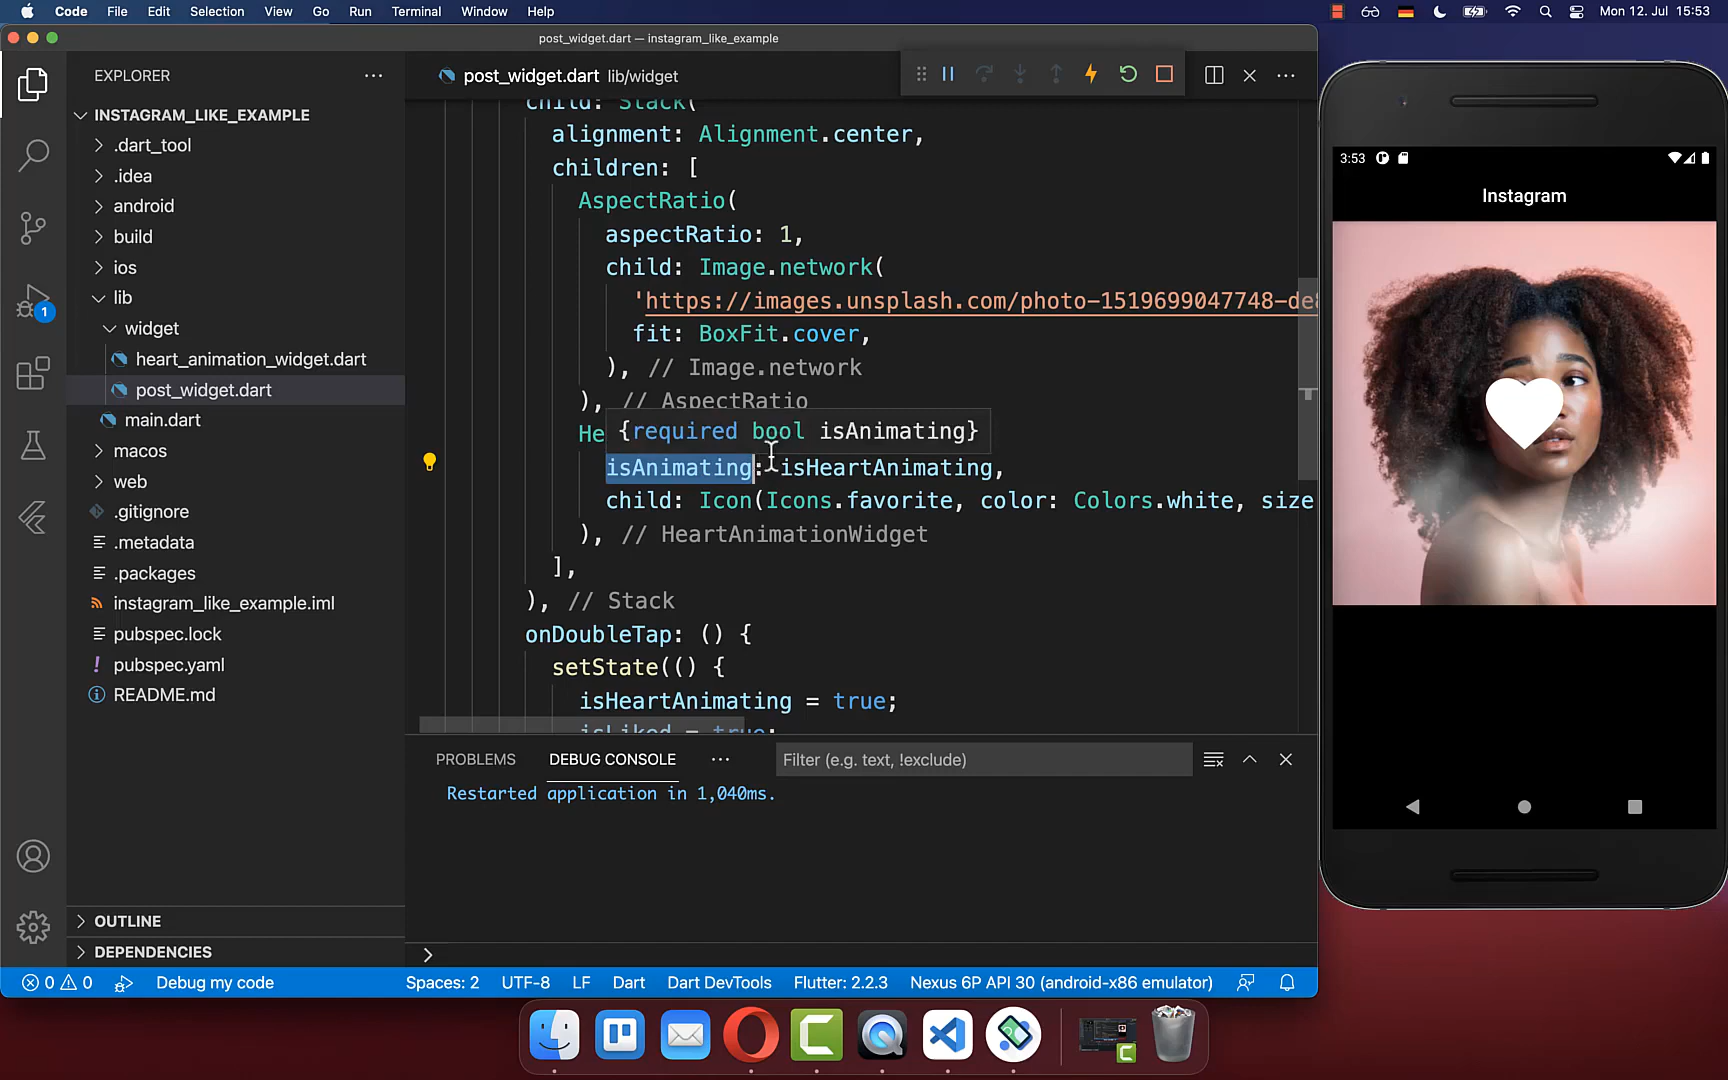 Code File Edit Selection View Go Run Terminal Window Help Mon 12. Jul 15:53
post_widget.dart — instagram_like_example
EXPLORER
INSTAGRAM_LIKE_EXAMPLE
.dart_tool
.idea
android
build
ios
lib
widget
heart_animation_widget.dart
post_widget.dart
main.dart
macos
web
.gitignore
.metadata
.packages
instagram_like_example.iml
pubspec.lock
pubspec.yaml
README.md
OUTLINE
DEPENDENCIES
1
post_widget.dart lib/widget
child: Stack(
alignment: Alignment.center,
children: [
AspectRatio(
aspectRatio: 1,
child: Image.network(
'https://images.unsplash.com/photo-1519699047748-de8
fit: BoxFit.cover,
), // Image.network
), // AspectRatio
He {required bool isAnimating}
isAnimating: isHeartAnimating,
child: Icon(Icons.favorite, color: Colors.white, size
), // HeartAnimationWidget
],
), // Stack
onDoubleTap: () {
setState(() {
isHeartAnimating = true;
isLiked = true;
PROBLEMS DEBUG CONSOLE Filter (e.g. text, !exclude)
Restarted application in 1,040ms.
0 0 Debug my code Spaces: 2 UTF-8 LF Dart Dart DevTools Flutter: 2.2.3 Nexus 6P API 30 (android-x86 emulator)
3:53
Instagram